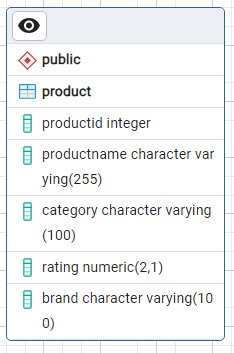 public
product
productid integer
productname character var
ying(255)
category character varying
(100)
rating numeric(2,1)
brand character varying(10
0)